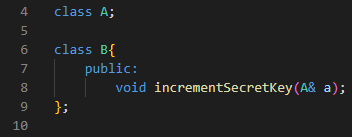 4 class A;
5
6 class B{
7 public:
8 void incrementSecretKey(A& a);
9 };
10